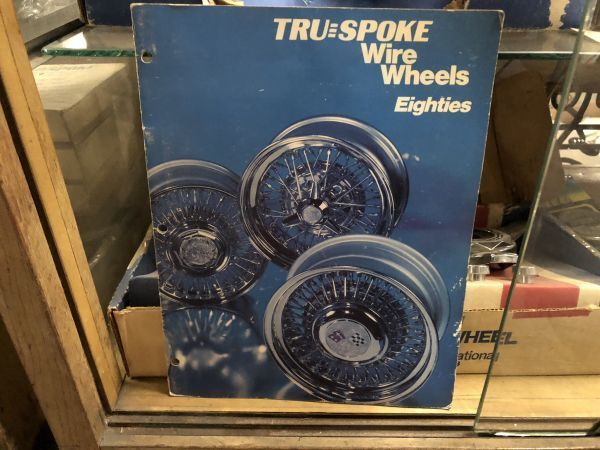 TRU=SPOKE
Wire
Wheels
Eighties
WHEEL
ational